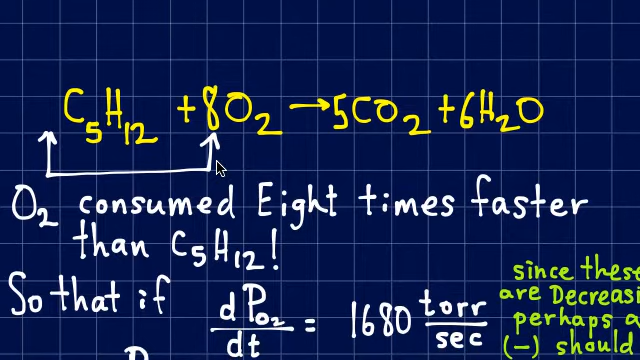 C5H12 + 8O2 → 5CO2 + 6H2O
O2 consumed Eight times faster
than C5H12!
So that if dPO2/dt = 1680 torr/sec
since these
are Decreasi
perhaps a
(-) should